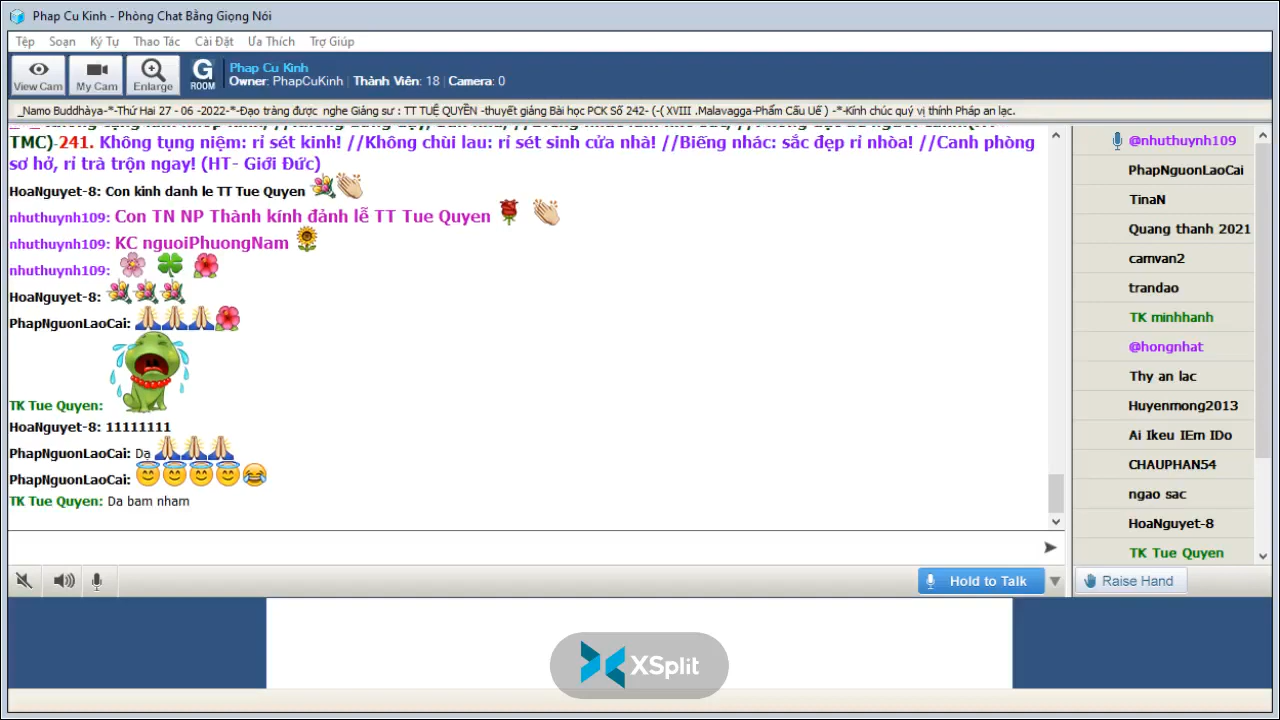 Phap Cu Kinh - Phòng Chat Bằng Giọng Nói
Tệp Soạn Ký Tự Thao Tác Cài Đặt Ưa Thích Trợ Giúp
View Cam
My Cam
Enlarge
G ROOM
Phap Cu Kinh
Owner: PhapCuKinh | Thành Viên: 18 | Camera: 0
_Namo Buddhàya-*-Thứ Hai 27 - 06 -2022-*-Đạo tràng được nghe Giảng sư : TT TUỆ QUYỀN -thuyết giảng Bài học PCK Số 242- (-( XVIII .Malavagga-Phẩm Cấu Uế ) -*-Kính chúc quý vị thính Pháp an lạc.
TMC)-241. Không tụng niệm: rỉ sét kinh! //Không chùi lau: rỉ sét sinh cửa nhà! //Biếng nhác: sắc đẹp rỉ nhòa! //Canh phòng
sơ hở, rỉ trà trộn ngay! (HT- Giới Đức)
HoaNguyet-8: Con kinh danh le TT Tue Quyen
nhuthuynh109: Con TN NP Thành kính đảnh lễ TT Tue Quyen
nhuthuynh109: KC nguoiPhuongNam
nhuthuynh109:
HoaNguyet-8:
PhapNguonLaoCai:
TK Tue Quyen:
HoaNguyet-8: 11111111
PhapNguonLaoCai: Dạ
PhapNguonLaoCai:
TK Tue Quyen: Da bam nham
@nhuthuynh109
PhapNguonLaoCai
TinaN
Quang thanh 2021
camvan2
trandao
TK minhhanh
@hongnhat
Thy an lac
Huyenmong2013
Ai Ikeu IEm IDo
CHAUPHAN54
ngao sac
HoaNguyet-8
TK Tue Quyen
Hold to Talk
Raise Hand
XSplit